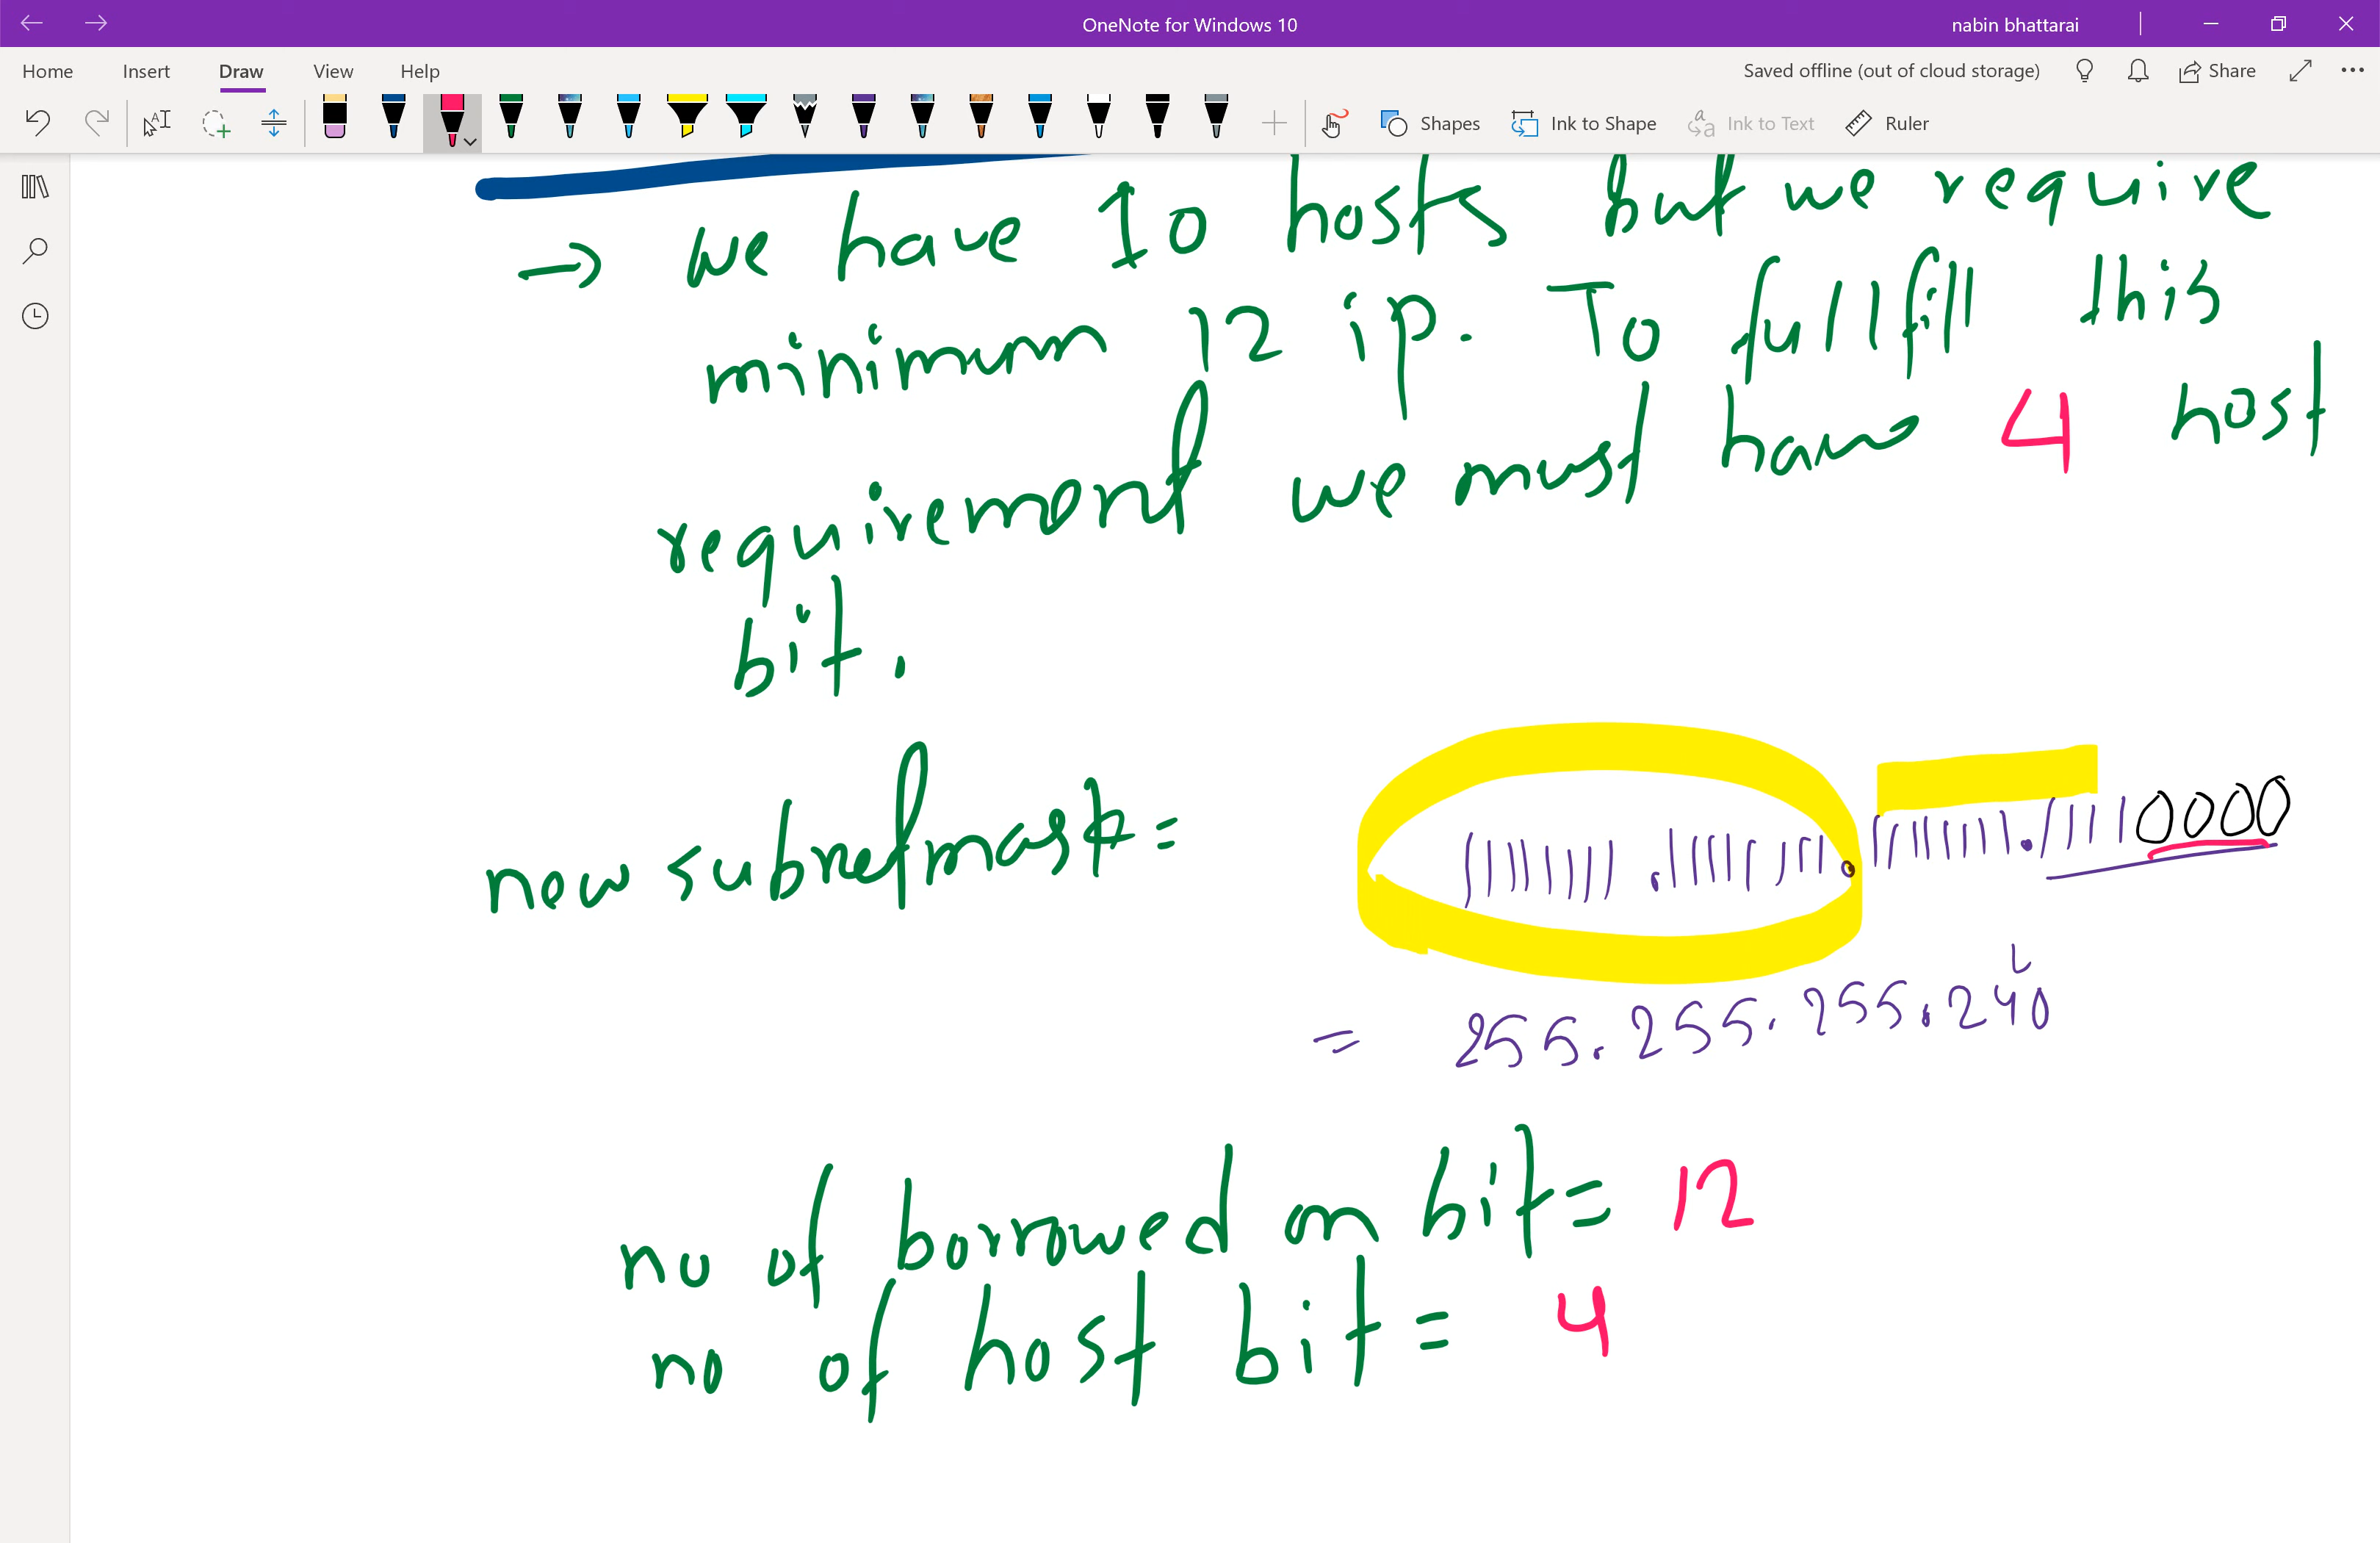 OneNote for Windows 10
nabin bhattarai
Home Insert Draw View Help
Saved offline (out of cloud storage)
Share
Shapes Ink to Shape Ink to Text Ruler
→ we have 10 hosts but we require
minimum 12 ip. To fullfill this
requirement we must have 4 host
bit.
new subnetmask = 11111111.11111111.11111111.11110000
= 255.255.255.240
no of borrowed on bit = 12
no of host bit = 4